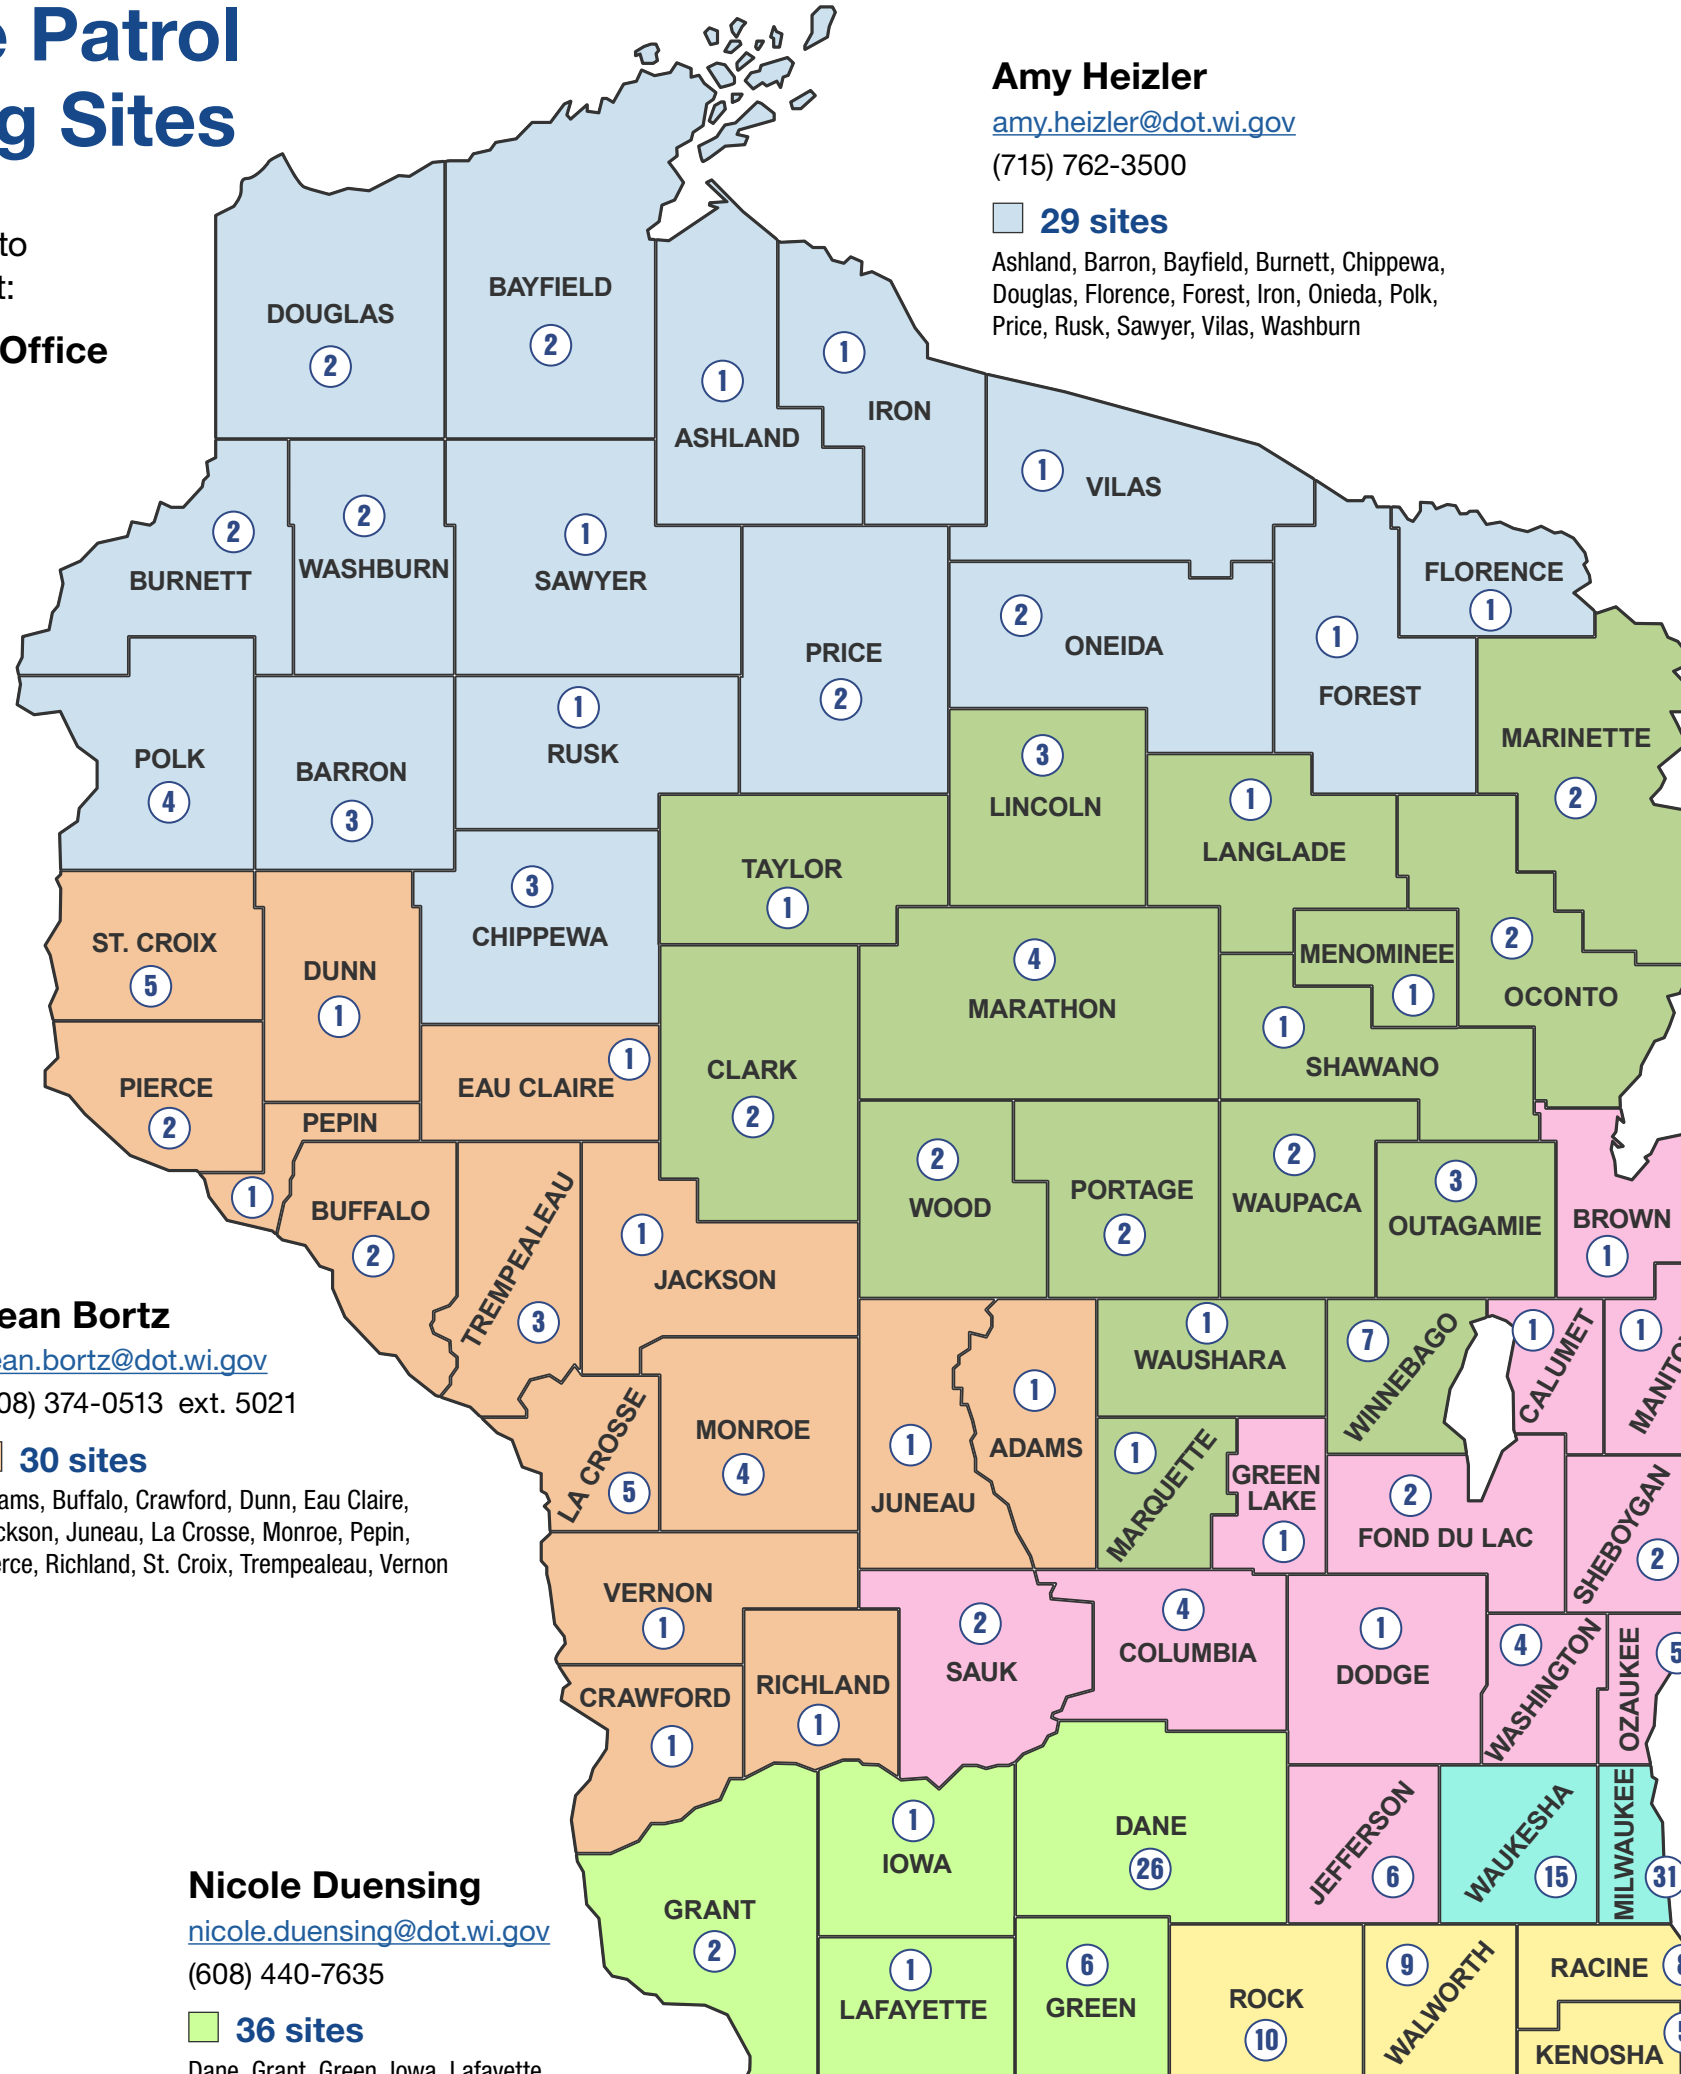 Patrol
g Sites
to
t:
Office
Amy Heizler
amy.heizler@dot.wi.gov
(715) 762-3500
29 sites
Ashland, Barron, Bayfield, Burnett, Chippewa,
Douglas, Florence, Forest, Iron, Onieda, Polk,
Price, Rusk, Sawyer, Vilas, Washburn
DOUGLAS
2
BAYFIELD
2
1
ASHLAND
1
IRON
1
VILAS
2
BURNETT
2
WASHBURN
1
SAWYER
PRICE
2
2
ONEIDA
1
FOREST
FLORENCE
1
POLK
4
BARRON
3
1
RUSK
3
CHIPPEWA
3
LINCOLN
1
LANGLADE
MARINETTE
2
TAYLOR
1
ST. CROIX
5
DUNN
1
4
MARATHON
MENOMINEE
1
2
OCONTO
1
SHAWANO
PIERCE
2
PEPIN
1
EAU CLAIRE
1
CLARK
2
BUFFALO
2
TREMPEALEAU
3
1
JACKSON
2
WOOD
PORTAGE
2
2
WAUPACA
3
OUTAGAMIE
BROWN
1
ean Bortz
ean.bortz@dot.wi.gov
08) 374-0513 ext. 5021
30 sites
ams, Buffalo, Crawford, Dunn, Eau Claire,
ckson, Juneau, La Crosse, Monroe, Pepin,
erce, Richland, St. Croix, Trempealeau, Vernon
LA CROSSE
5
MONROE
4
1
JUNEAU
1
ADAMS
1
WAUSHARA
7
WINNEBAGO
1
CALUMET
1
MANITO
1
MARQUETTE
GREEN
LAKE
1
2
FOND DU LAC
SHEBOYGAN
2
VERNON
1
CRAWFORD
1
RICHLAND
1
2
SAUK
4
COLUMBIA
1
DODGE
4
WASHINGTON
OZAUKEE
5
Nicole Duensing
nicole.duensing@dot.wi.gov
(608) 440-7635
36 sites
Dane, Grant, Green, Iowa, Lafayette
GRANT
2
1
IOWA
DANE
26
JEFFERSON
6
WAUKESHA
15
MILWAUKEE
31
1
LAFAYETTE
6
GREEN
ROCK
10
9
WALWORTH
RACINE
KENOSHA